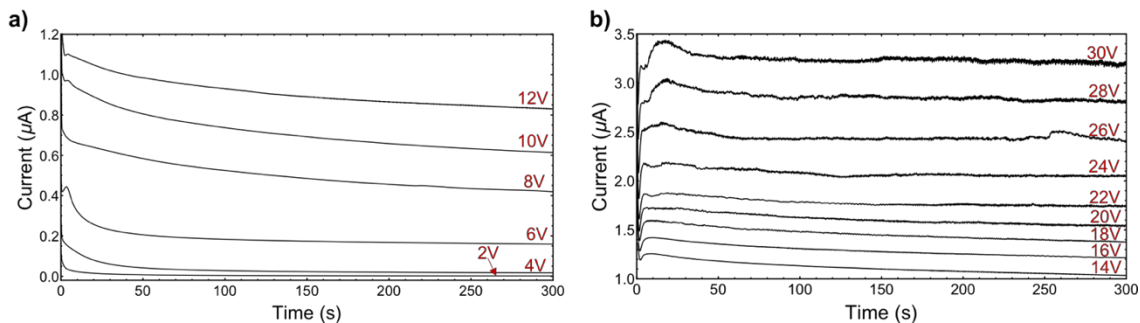 a)
Current (μA)
1.2
1.0
0.8
0.6
0.4
0.2
0.0
12V
10V
8V
6V
2V
4V
0 50 100 150 200 250 300
Time (s)
b)
Current (μA)
3.5
3.0
2.5
2.0
1.5
1.0
30V
28V
26V
24V
22V
20V
18V
16V
14V
0 50 100 150 200 250 300
Time (s)